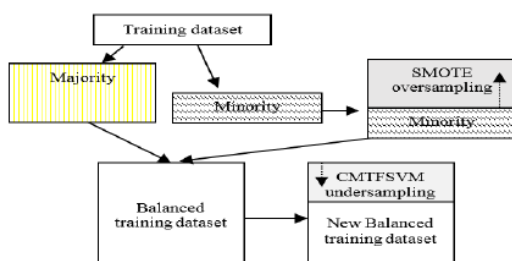 Training dataset
Majority
Minority
SMOTE
oversampling
Minority
Balanced
training dataset
CMTFSVM
undersampling
New Balanced
training dataset